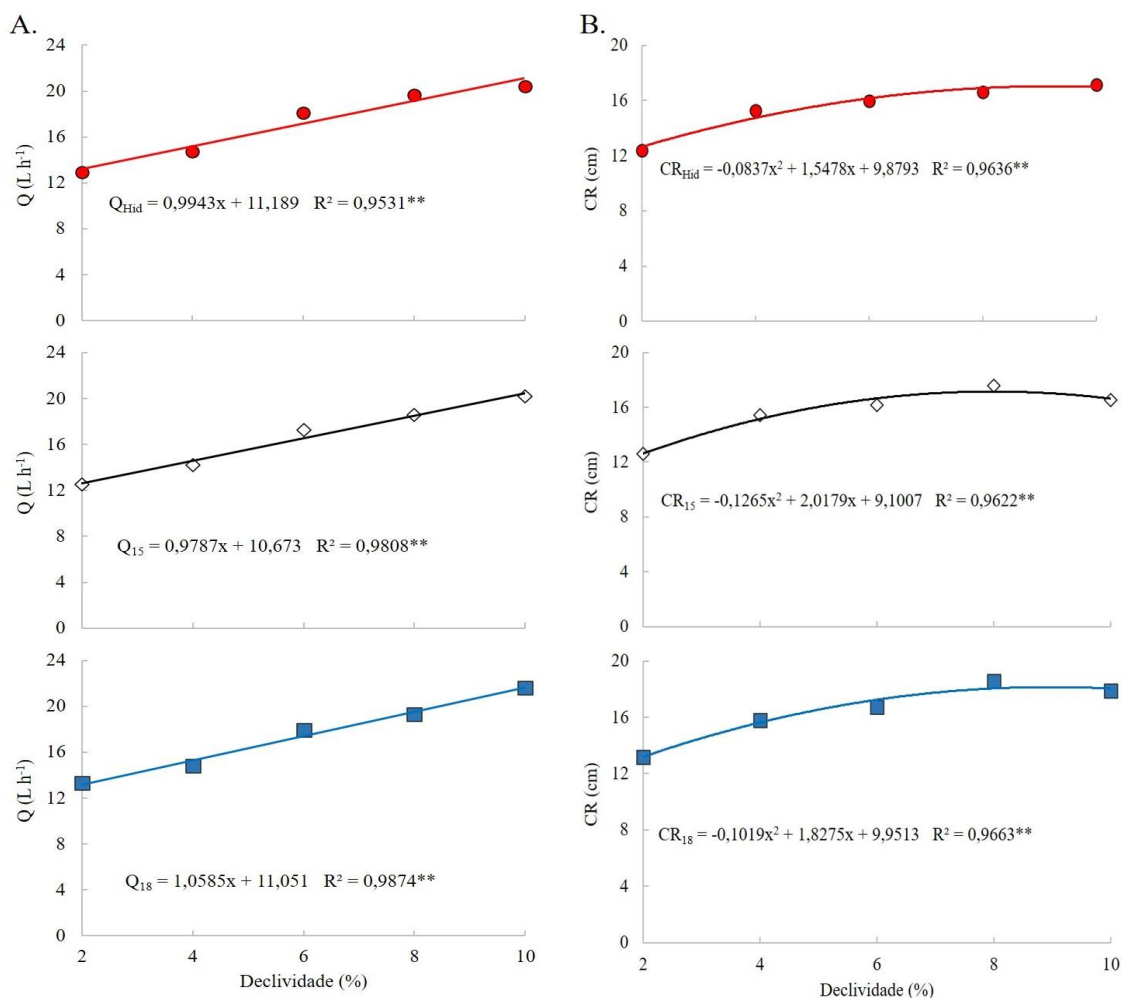 A.
24
20
16
12
8
4
0
Q (L h⁻¹)
Q_Hid = 0,9943x + 11,189 R² = 0,9531**
24
20
16
12
8
4
0
Q (L h⁻¹)
Q₁₅ = 0,9787x + 10,673 R² = 0,9808**
24
20
16
12
8
4
0
Q (L h⁻¹)
Q₁₈ = 1,0585x + 11,051 R² = 0,9874**
2 4 6 8 10
Declividade (%)
B.
20
16
12
8
4
0
CR (cm)
CR_Hid = -0,0837x² + 1,5478x + 9,8793 R² = 0,9636**
20
16
12
8
4
0
CR (cm)
CR₁₅ = -0,1265x² + 2,0179x + 9,1007 R² = 0,9622**
20
16
12
8
4
0
CR (cm)
CR₁₈ = -0,1019x² + 1,8275x + 9,9513 R² = 0,9663**
2 4 6 8 10
Declividade (%)